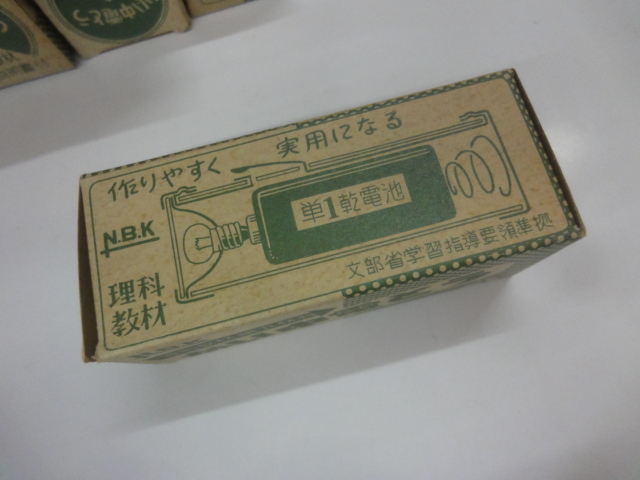 作りやすく 実用になる
N.B.K
単1乾電池
理科
教材
文部省学習指導要領準拠